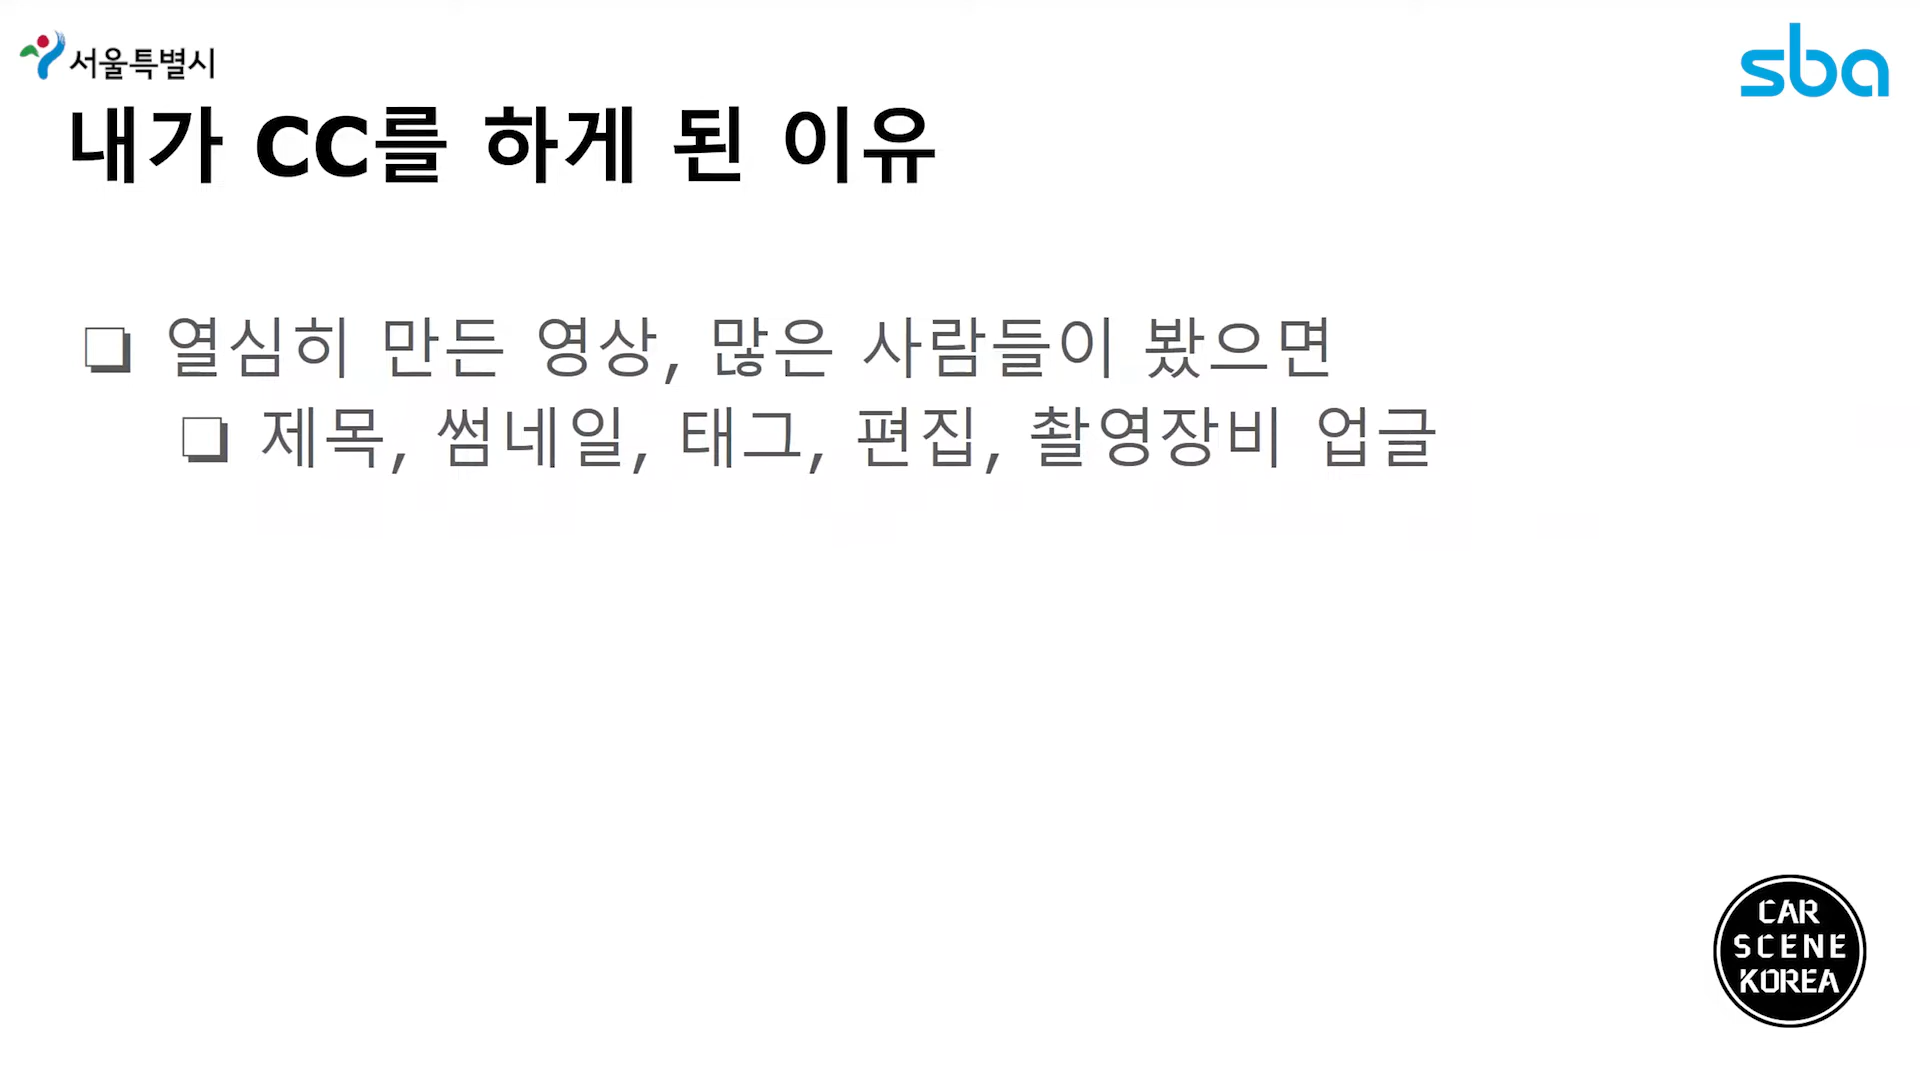 서울특별시
sba
내가 CC를 하게 된 이유
❏ 열심히 만든 영상, 많은 사람들이 봤으면
❏ 제목, 썸네일, 태그, 편집, 촬영장비 업글
CAR
SCENE
KOREA